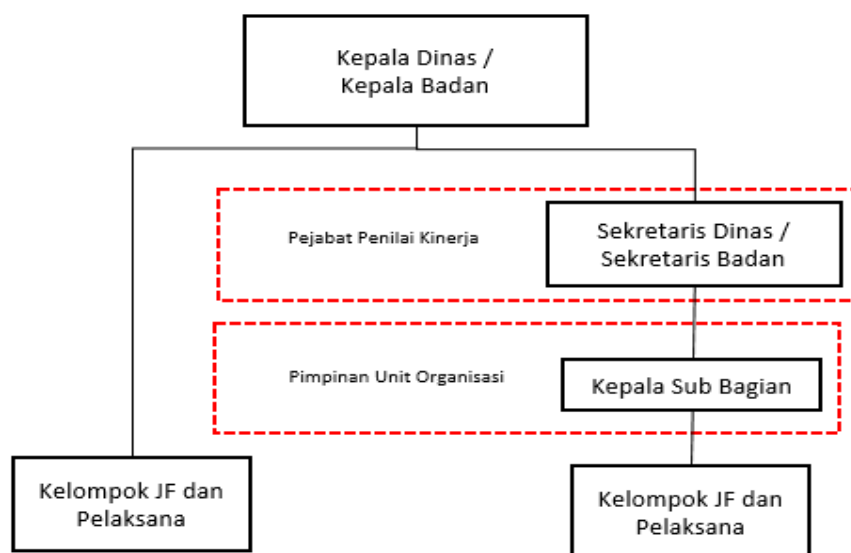 Kepala Dinas /
Kepala Badan
Pejabat Penilai Kinerja
Sekretaris Dinas /
Sekretaris Badan
Pimpinan Unit Organisasi
Kepala Sub Bagian
Kelompok JF dan
Pelaksana
Kelompok JF dan
Pelaksana